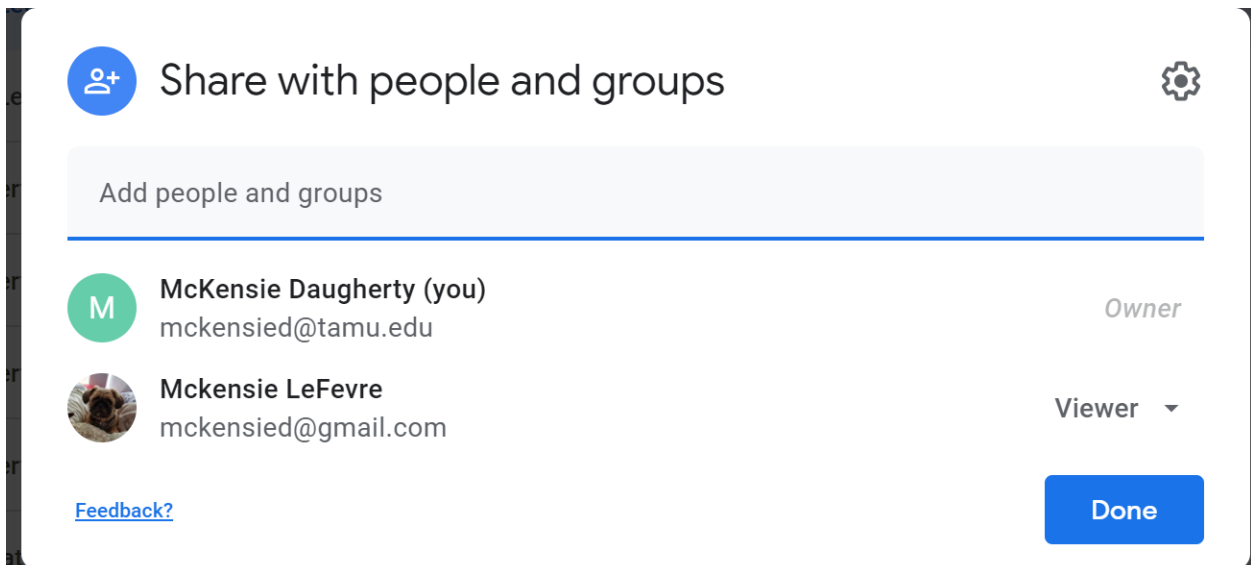 Share with people and groups
Add people and groups
McKensie Daugherty (you)
mckensied@tamu.edu
Owner
Mckensie LeFevre
mckensied@gmail.com
Viewer
Feedback?
Done